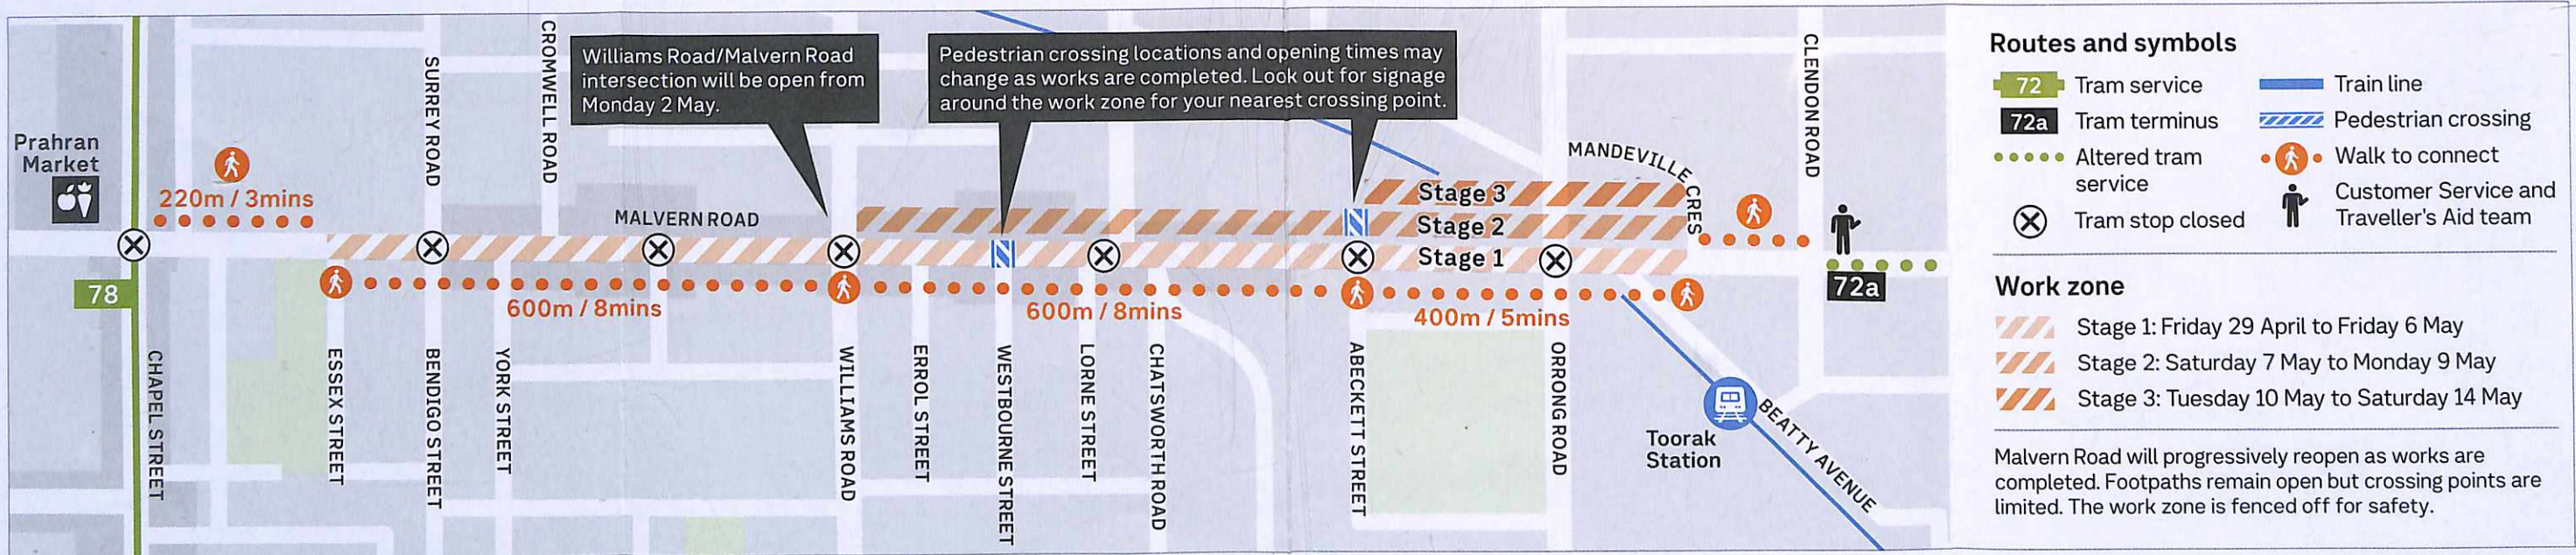 Prahran
Market
220m / 3mins
78
CHAPEL STREET
SURREY ROAD
CROMWELL ROAD
Williams Road/Malvern Road
intersection will be open from
Monday 2 May.
Pedestrian crossing locations and opening times may
change as works are completed. Look out for signage
around the work zone for your nearest crossing point.
MALVERN ROAD
MANDEVILLE CRES
CLENDON ROAD
Stage 3
Stage 2
Stage 1
600m / 8mins
600m / 8mins
400m / 5mins
72a
ESSEX STREET
BENDIGO STREET
YORK STREET
WILLIAMS ROAD
ERROL STREET
WESTBOURNE STREET
LORNE STREET
CHATSWORTH ROAD
ABECKETT STREET
ORRONG ROAD
Toorak
Station
BEATTY AVENUE
Routes and symbols
72 Tram service
72a Tram terminus
Altered tram
service
Tram stop closed
Train line
Pedestrian crossing
Walk to connect
Customer Service and
Traveller's Aid team
Work zone
Stage 1: Friday 29 April to Friday 6 May
Stage 2: Saturday 7 May to Monday 9 May
Stage 3: Tuesday 10 May to Saturday 14 May
Malvern Road will progressively reopen as works are
completed. Footpaths remain open but crossing points are
limited. The work zone is fenced off for safety.